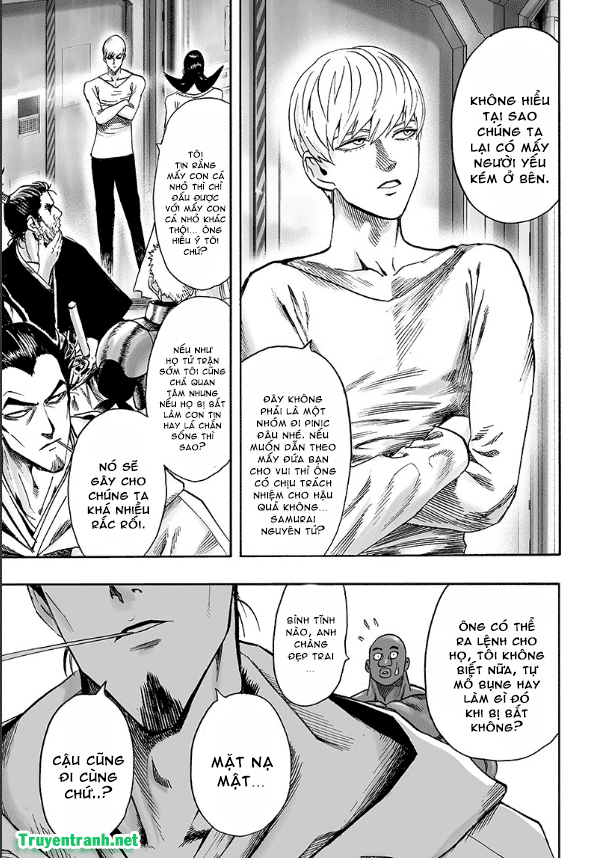 KHÔNG HIỂU
TẠI SAO
CHÚNG TA
LẠI CÓ MẤY
NGƯỜI YẾU
KÉM Ở BÊN.
ĐÂY KHÔNG
PHẢI LÀ MỘT
NHÓM ĐI PINIC
ĐÂU NHÉ. NẾU
MUỐN DẪN THEO
MẤY ĐỨA BẠN
CHO VUI THÌ ÔNG
CÓ CHỊU TRÁCH
NHIỆM CHO HẬU
QUẢ KHÔNG...
SAMURAI
NGUYÊN TỬ?
TÔI
TIN RẰNG
MẤY CON CÁ
NHỎ THÌ CHỈ
ĐẤU ĐƯỢC
VỚI MẤY CON
CÁ NHỎ KHÁC
THÔI... ÔNG
HIỂU Ý TÔI
CHỨ?
NẾU NHƯ
HỌ TỬ TRẬN
SỚM TÔI CŨNG
CHẢ QUAN
TÂM NHƯNG
NẾU HỌ BỊ BẮT
LÀM CON TIN
HAY LÁ CHẮN
SỐNG THÌ
SAO?
NÓ SẼ
GÂY CHO
CHÚNG TA
KHÁ NHIỀU
RẮC RỐI.
ÔNG CÓ THỂ
RA LỆNH CHO
HỌ, TÔI KHÔNG
BIẾT NỮA, TỰ
MỔ BỤNG HAY
LÀM GÌ ĐÓ
KHI BỊ BẮT
KHÔNG?
BÌNH TĨNH
NÀO, ANH
CHÀNG
ĐẸP TRAI ...
MẶT NẠ
MẬT...
CẬU CŨNG
ĐI CÙNG
CHỨ..?
Truyentranh.net